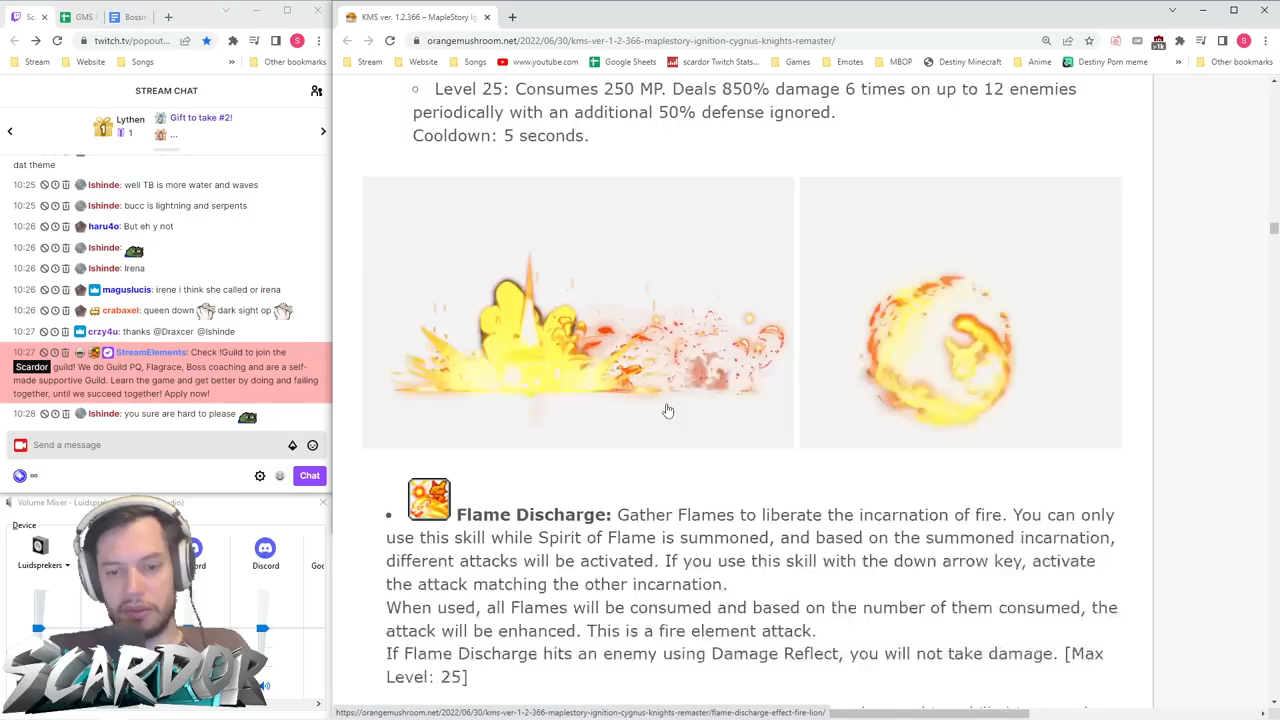 Sc
GMS
Bossin
KMS ver. 1.2.366 – MapleStory Ig
twitch.tv/popout...
orangemushroom.net/2022/06/30/kms-ver-1-2-366-maplestory-ignition-cygnus-knights-remaster/
Stream Website Songs Other bookmarks
Stream Website Songs www.youtube.com Google Sheets scardor Twitch Stats... Games Emotes MBOP Destiny Miraheze Anime Destiny Porn meme Other bookmarks
STREAM CHAT
Lythen
1
Gift to take #2!
...
dat theme
10:25 Ishinde: well TB is more water and waves
10:25 Ishinde: bucc is lightning and serpents
10:26 haru4o: But eh y not
10:26 Ishinde:
10:26 Ishinde: Irena
10:26 maguslucis: irene i think she called or irena
10:26 crabaxel: queen down dark sight op
10:27 crzy4u: thanks @Draxcer @Ishinde
10:27 StreamElements: Check !Guild to join the
Scardor guild! We do Guild PQ, Flagrace, Boss coaching and are a self-
made supportive Guild. Learn the game and get better by doing and failing
together, until we succeed together! Apply now!
10:28 Ishinde: you sure are hard to please
Send a message
Chat
Volume Mixer - Luidsprek
Device
Luidsprekers
Discord
SCARDOR
Level 25: Consumes 250 MP. Deals 850% damage 6 times on up to 12 enemies
periodically with an additional 50% defense ignored.
Cooldown: 5 seconds.
Flame Discharge: Gather Flames to liberate the incarnation of fire. You can only
use this skill while Spirit of Flame is summoned, and based on the summoned incarnation,
different attacks will be activated. If you use this skill with the down arrow key, activate
the attack matching the other incarnation.
When used, all Flames will be consumed and based on the number of them consumed, the
attack will be enhanced. This is a fire element attack.
If Flame Discharge hits an enemy using Damage Reflect, you will not take damage. [Max
Level: 25]
https://orangemushroom.net/2022/06/30/kms-ver-1-2-366-maplestory-ignition-cygnus-knights-remaster/flame-discharge-effect-fire-lion/